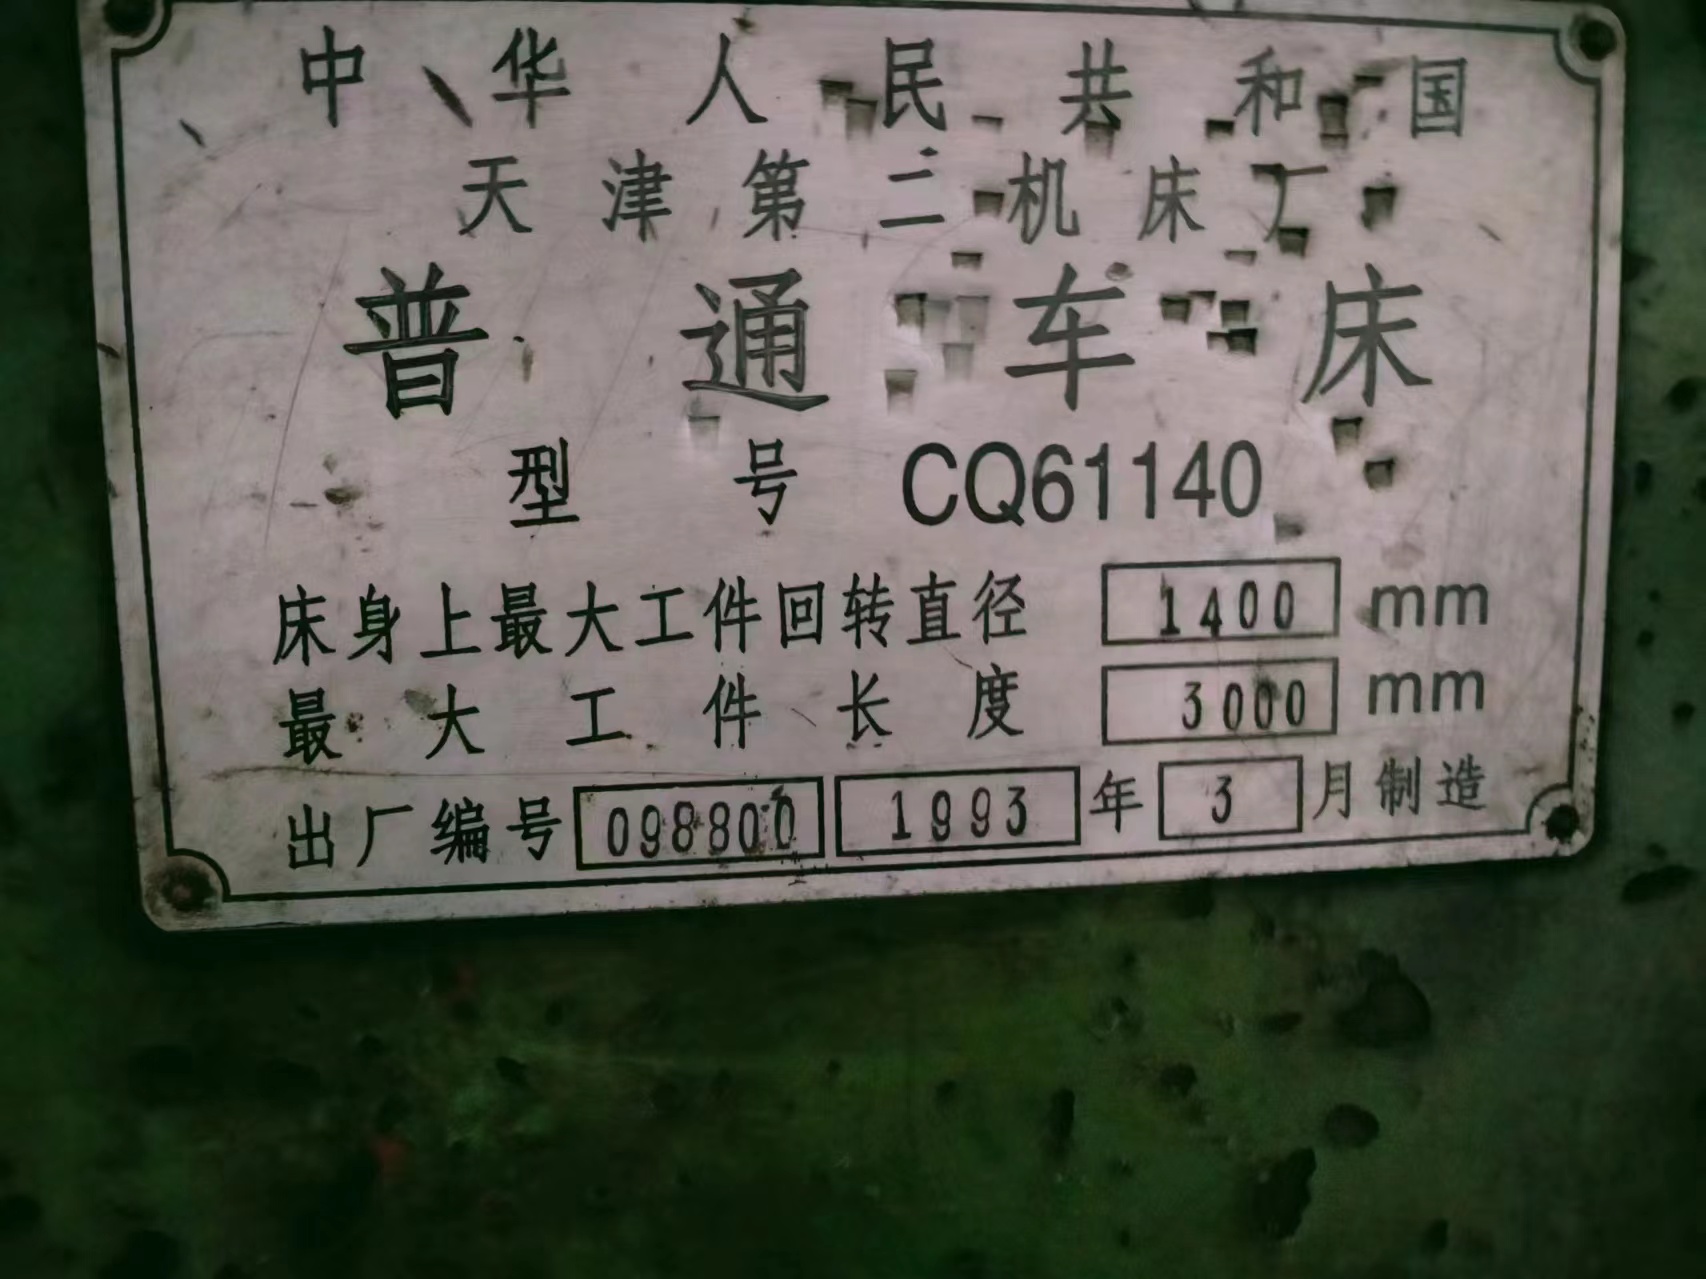 中华人民共和国
天津第二机床厂
普通车床
型号 CQ61140
床身上最大工件回转直径 1400 mm
最大工件长度 3000 mm
出厂编号 098800 1993 年 3 月制造